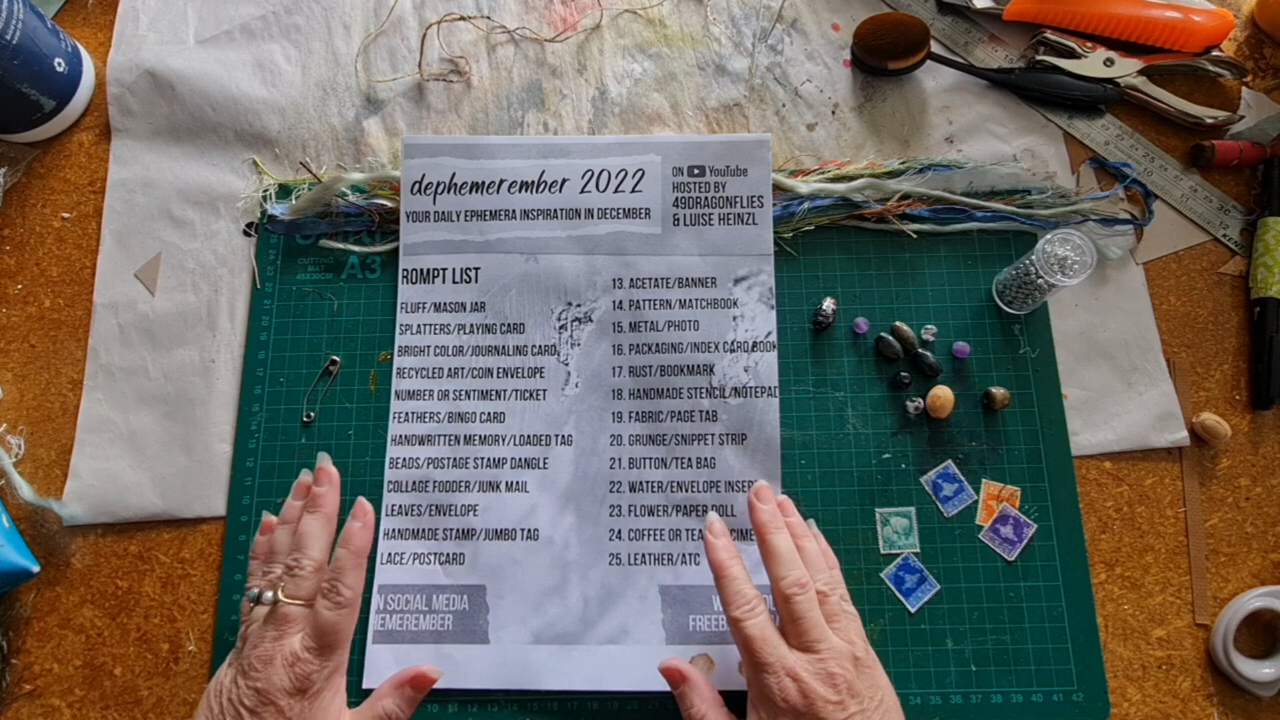 dephemerember 2022
YOUR DAILY EPHEMERA INSPIRATION IN DECEMBER
ON YouTube
HOSTED BY
49DRAGONFLIES
& LUISE HEINZL
CUTTING
MAT
A3
ROMPT LIST
FLUFF/MASON JAR
SPLATTERS/PLAYING CARD
BRIGHT COLOR/JOURNALING CARD
RECYCLED ART/COIN ENVELOPE
NUMBER OR SENTIMENT/TICKET
FEATHERS/BINGO CARD
HANDWRITTEN MEMORY/LOADED TAG
BEADS/POSTAGE STAMP DANGLE
COLLAGE FODDER/JUNK MAIL
LEAVES/ENVELOPE
HANDMADE STAMP/JUMBO TAG
LACE/POSTCARD
13. ACETATE/BANNER
14. PATTERN/MATCHBOOK
15. METAL/PHOTO
16. PACKAGING/INDEX CARD BOOK
17. RUST/BOOKMARK
18. HANDMADE STENCIL/NOTEPAD
19. FABRIC/PAGE TAB
20. GRUNGE/SNIPPET STRIP
21. BUTTON/TEA BAG
22. WATER/ENVELOPE INSER
23. FLOWER/PAPER DOLL
24. COFFEE OR TEA
25. LEATHER/ATC
N SOCIAL MEDIA
HEMEREMBER
FREEB